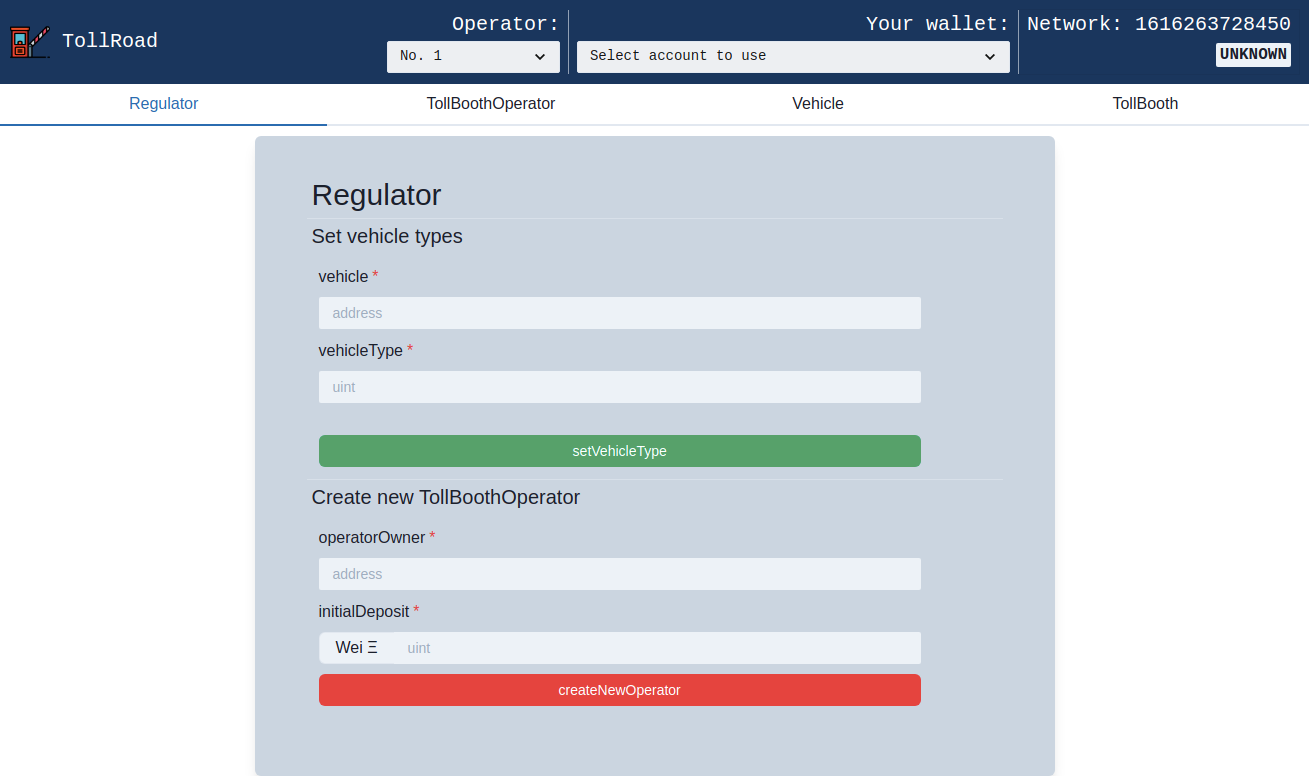 TollRoad
Operator:
No. 1
Your wallet:
Select account to use
Network: 1616263728450
UNKNOWN
Regulator TollBoothOperator Vehicle TollBooth
Regulator
Set vehicle types
vehicle *
address
vehicleType *
uint
setVehicleType
Create new TollBoothOperator
operatorOwner *
address
initialDeposit *
Wei Ξ uint
createNewOperator